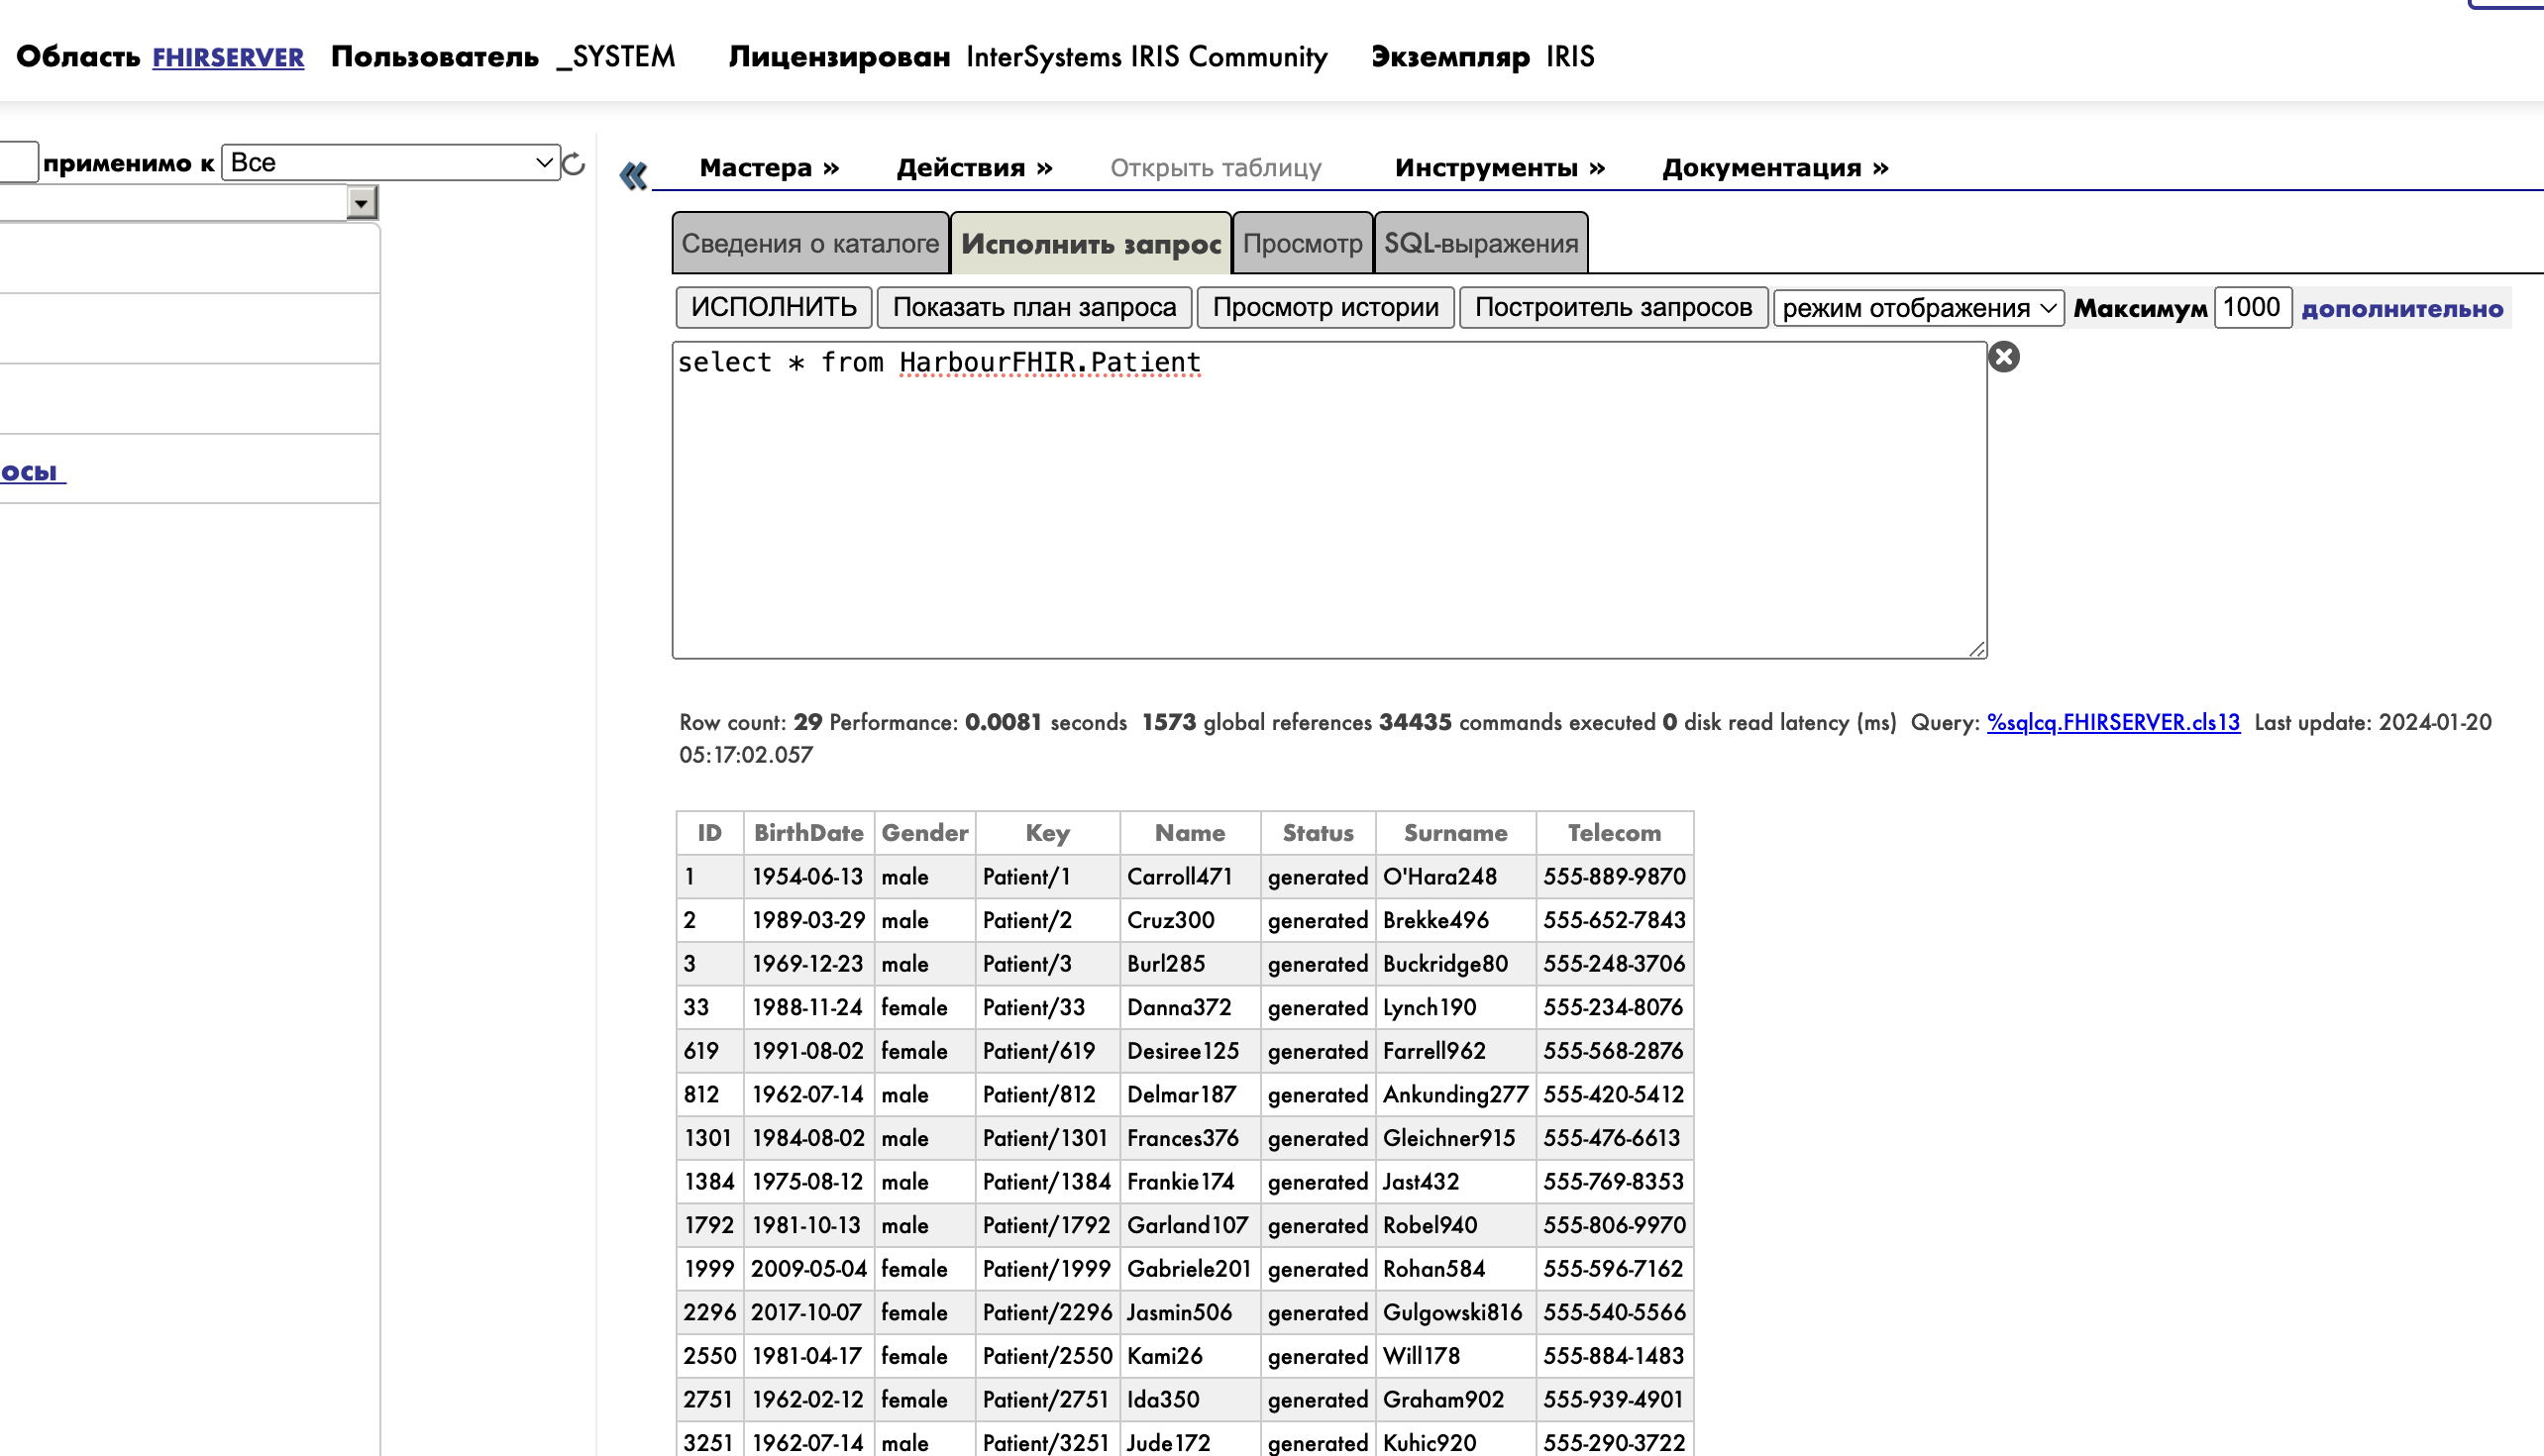 Область FHIRSERVER Пользователь _SYSTEM Лицензирован InterSystems IRIS Community Экземпляр IRIS
применимо к Все
осы
Мастера » Действия » Открыть таблицу Инструменты » Документация »
Сведения о каталоге Исполнить запрос Просмотр SQL-выражения
ИСПОЛНИТЬ Показать план запроса Просмотр истории Построитель запросов режим отображения Максимум 1000 дополнительно
select * from HarbourFHIR.Patient
Row count: 29 Performance: 0.0081 seconds 1573 global references 34435 commands executed 0 disk read latency (ms) Query: %sqlcq.FHIRSERVER.cls13 Last update: 2024-01-20
05:17:02.057
ID BirthDate Gender Key Name Status Surname Telecom
1 1954-06-13 male Patient/1 Carroll471 generated O'Hara248 555-889-9870
2 1989-03-29 male Patient/2 Cruz300 generated Brekke496 555-652-7843
3 1969-12-23 male Patient/3 Burl285 generated Buckridge80 555-248-3706
33 1988-11-24 female Patient/33 Danna372 generated Lynch190 555-234-8076
619 1991-08-02 female Patient/619 Desiree125 generated Farrell962 555-568-2876
812 1962-07-14 male Patient/812 Delmar187 generated Ankunding277 555-420-5412
1301 1984-08-02 male Patient/1301 Frances376 generated Gleichner915 555-476-6613
1384 1975-08-12 male Patient/1384 Frankie174 generated Jast432 555-769-8353
1792 1981-10-13 male Patient/1792 Garland107 generated Robel940 555-806-9970
1999 2009-05-04 female Patient/1999 Gabriele201 generated Rohan584 555-596-7162
2296 2017-10-07 female Patient/2296 Jasmin506 generated Gulgowski816 555-540-5566
2550 1981-04-17 female Patient/2550 Kami26 generated Will178 555-884-1483
2751 1962-02-12 female Patient/2751 Ida350 generated Graham902 555-939-4901
3251 1962-07-14 male Patient/3251 Jude172 generated Kuhic920 555-290-3722